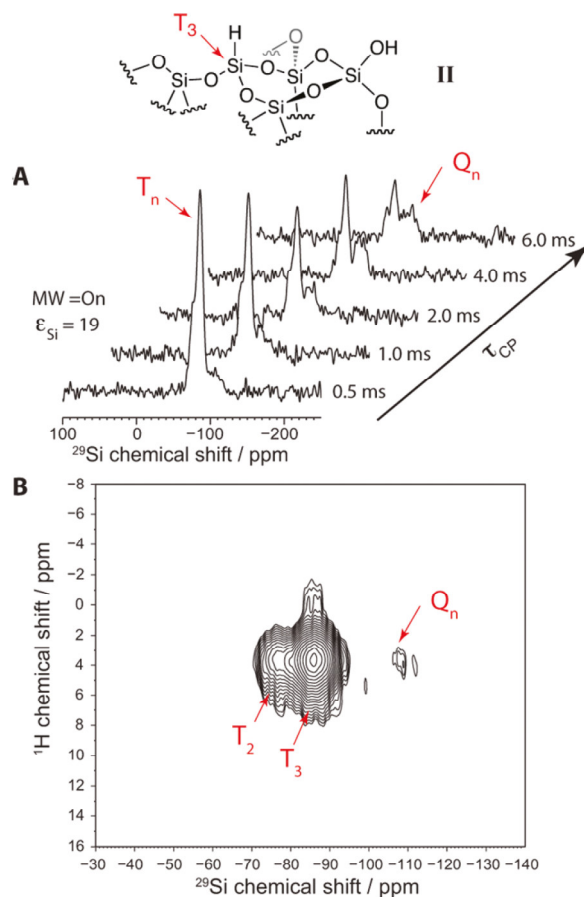 T3
H
O
OH
O
Si
O
Si
O
Si
Si
II
O
O
Si
O
O
A
Tn
Qn
MW =On
εSi = 19
6.0 ms
4.0 ms
2.0 ms
1.0 ms
0.5 ms
τCP
100 0 −100 −200
29Si chemical shift / ppm
B
−8
−6
−4
−2
0
2
4
6
8
10
12
14
16
1H chemical shift / ppm
Qn
T2
T3
−30 −40 −50 −60 −70 −80 −90 −100 −110 −120 −130 −140
29Si chemical shift / ppm